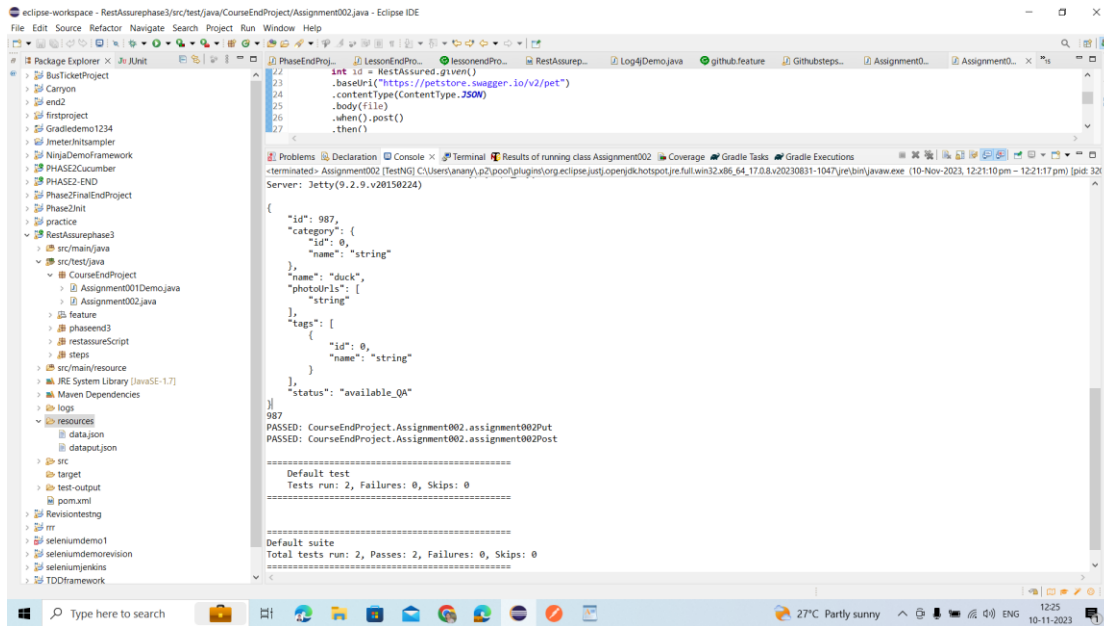 eclipse-workspace - RestAssurephase3/src/test/java/CourseEndProject/Assignment002.java - Eclipse IDE
File Edit Source Refactor Navigate Search Project Run Window Help
Package Explorer
JUnit
BusTicketProject
Carryon
end2
firstproject
Gradledemo1234
JmeterJnitsampler
NinjaDemoFramework
PHASE2Cucumber
PHASE2-END
Phase2FinalEndProject
Phase2Jnit
practice
RestAssurephase3
src/main/java
src/test/java
CourseEndProject
Assignment001Demo.java
Assignment002.java
feature
phaseend3
restassureScript
steps
src/main/resource
JRE System Library [JavaSE-1.7]
Maven Dependencies
logs
resources
data.json
dataput.json
src
target
test-output
pom.xml
Revisiontestng
rrr
seleniumdemo1
seleniumdemorevision
seleniumjenkins
TDDframework
PhaseEndProj... LessonEndPro... lessonendPro... RestAssurep... Log4jDemo.java github.feature Githubsteps... Assignment0... Assignment0...
22 int id = RestAssured.given()
23 .baseUri("https://petstore.swagger.io/v2/pet")
24 .contentType(ContentType.JSON)
25 .body(file)
26 .when().post()
27 .then()
Problems Declaration Console Terminal Results of running class Assignment002 Coverage Gradle Tasks Gradle Executions
<terminated> Assignment002 [TestNG] C:\Users\anany\.p2\pool\plugins\org.eclipse.justj.openjdk.hotspot.jre.full.win32.x86_64_17.0.8.v20230831-1047\jre\bin\javaw.exe (10-Nov-2023, 12:21:10 pm – 12:21:17 pm) [pid: 320
Server: Jetty(9.2.9.v20150224)
{
"id": 987,
"category": {
"id": 0,
"name": "string"
},
"name": "duck",
"photoUrls": [
"string"
],
"tags": [
{
"id": 0,
"name": "string"
}
],
"status": "available_QA"
}
987
PASSED: CourseEndProject.Assignment002.assignment002Put
PASSED: CourseEndProject.Assignment002.assignment002Post
===============================================
Default test
Tests run: 2, Failures: 0, Skips: 0
===============================================
===============================================
Default suite
Total tests run: 2, Passes: 2, Failures: 0, Skips: 0
===============================================
Type here to search
27°C Partly sunny
ENG
12:25
10-11-2023